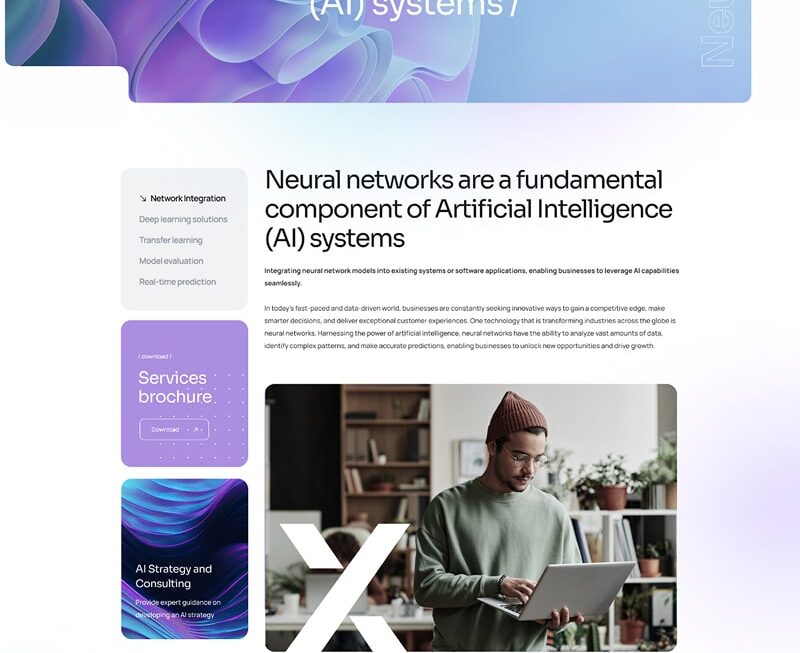 (AI) systems /
Neu
Network Integration
Deep learning solutions
Transfer learning
Model evaluation
Real-time prediction
/ download /
Services
brochure
Download
AI Strategy and
Consulting
Provide expert guidance on
developing an AI strategy
Neural networks are a fundamental
component of Artificial Intelligence
(AI) systems
Integrating neural network models into existing systems or software applications, enabling businesses to leverage AI capabilities
seamlessly.
In today's fast-paced and data-driven world, businesses are constantly seeking innovative ways to gain a competitive edge, make
smarter decisions, and deliver exceptional customer experiences. One technology that is transforming industries across the globe is
neural networks. Harnessing the power of artificial intelligence, neural networks have the ability to analyze vast amounts of data,
identify complex patterns, and make accurate predictions, enabling businesses to unlock new opportunities and drive growth.
X